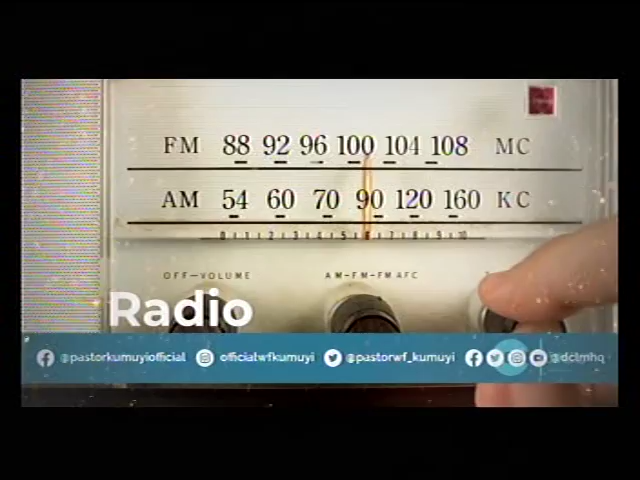 FM 88 92 96 100 104 108 MC
AM 54 60 70 90 120 160 KC
0 1 2 3 4 5 6 7 8 9 10
OFF—VOLUME AM-FM-FM AFC
Radio
@pastorkumuyiofficial officialwfkumuyi @pastorwf_kumuyi @dclmhq